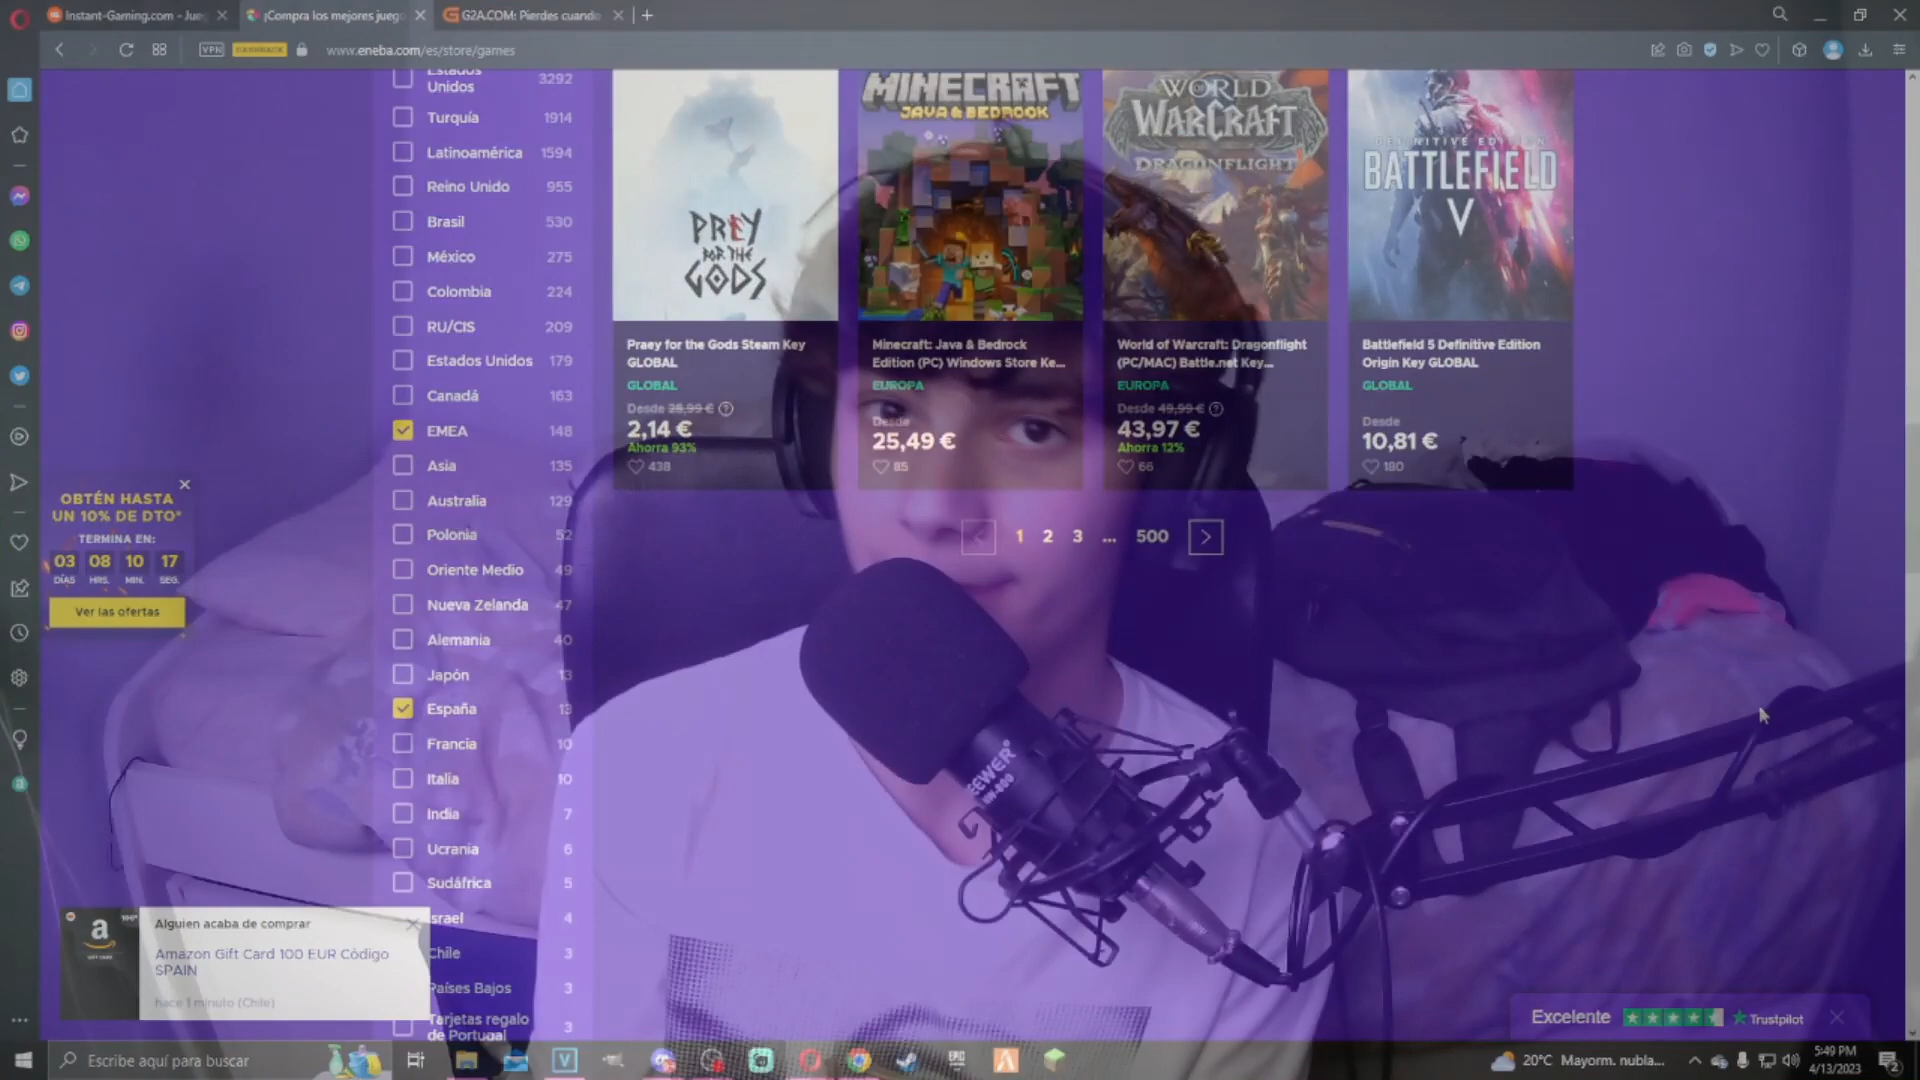 Instant-Gaming.com - Jue
¡Compra los mejores juego
G2A.COM: Pierdes cuando
VPN
CASHBACK
www.eneba.com/es/store/games
Estados
Unidos
3292
Turquía 1914
Latinoamérica 1594
Reino Unido 955
Brasil 530
México 275
Colombia 224
RU/CIS 209
Estados Unidos 179
Canadá 163
EMEA 148
Asia 135
Australia 129
Polonia 52
Oriente Medio 49
Nueva Zelanda 47
Alemania 40
Japón 13
España 13
Francia 10
Italia 10
India 7
Ucrania 6
Sudáfrica 5
Israel 4
Chile 3
Países Bajos 3
Tarjetas regalo
de Portugal
3
PREY
FOR THE
GODS
Praey for the Gods Steam Key
GLOBAL
GLOBAL
Desde 28,99 €
2,14 €
Ahorra 93%
438
MINECRAFT
JAVA & BEDROCK
Minecraft: Java & Bedrock
Edition (PC) Windows Store Ke...
EUROPA
Desde
25,49 €
85
WORLD
OF
WARCRAFT
DRAGONFLIGHT
World of Warcraft: Dragonflight
(PC/MAC) Battle.net Key...
EUROPA
Desde 49,99 €
43,97 €
Ahorra 12%
66
DEFINITIVE EDITION
BATTLEFIELD
V
Battlefield 5 Definitive Edition
Origin Key GLOBAL
GLOBAL
Desde
10,81 €
180
< 1 2 3 ... 500 >
OBTÉN HASTA
UN 10% DE DTO*
TERMINA EN:
03 08 10 17
DÍAS HRS. MIN. SEG.
Ver las ofertas
Alguien acaba de comprar
Amazon Gift Card 100 EUR Código
SPAIN
hace 1 minuto (Chile)
NEEWER®
NW-800
Excelente
Trustpilot
Escribe aquí para buscar
20°C Mayorm. nubla...
5:49 PM
4/13/2023
2